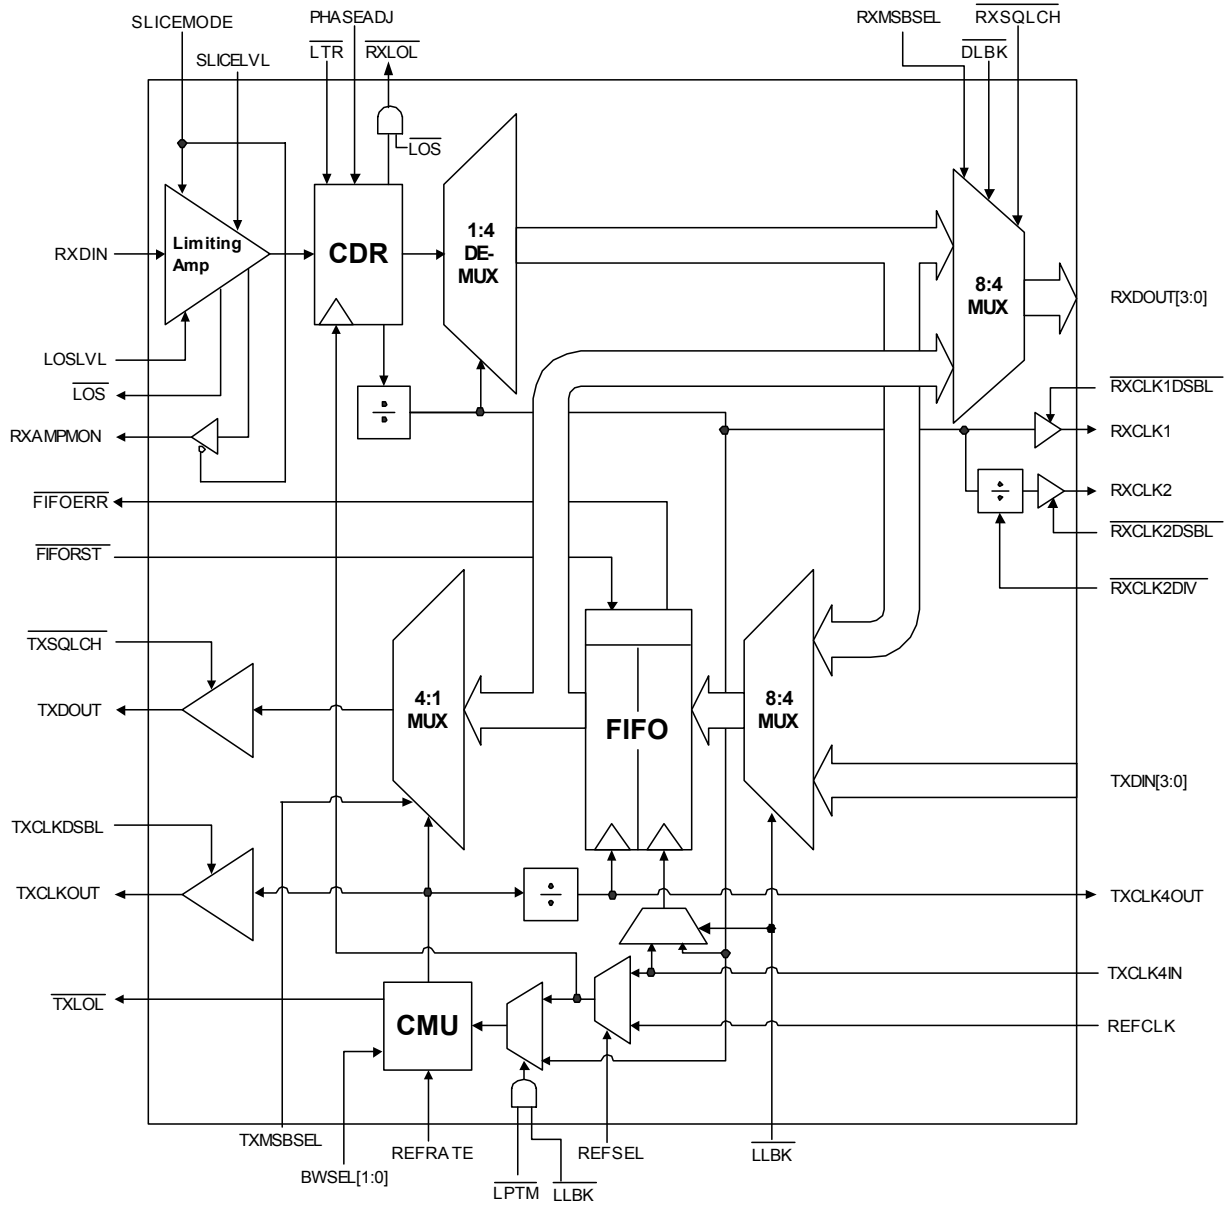 SLICEMODE
PHASEADJ
RXMSBSEL
RXSQLCH
SLICELVL
LTR
RXLOL
DLBK
LOS
RXDIN
Limiting
Amp
CDR
1:4
DE-
MUX
8:4
MUX
RXDOUT[3:0]
LOSLVL
LOS
÷
RXAMPMON
RXCLK1DSBL
RXCLK1
FIFOERR
÷
RXCLK2
RXCLK2DSBL
FIFORST
RXCLK2DIV
TXSQLCH
TXDOUT
4:1
MUX
FIFO
8:4
MUX
TXDIN[3:0]
TXCLKDSBL
TXCLKOUT
÷
TXCLK4OUT
TXCLK4IN
TXLOL
CMU
REFCLK
TXMSBSEL
REFRATE
REFSEL
LLBK
BWSEL[1:0]
LPTM
LLBK